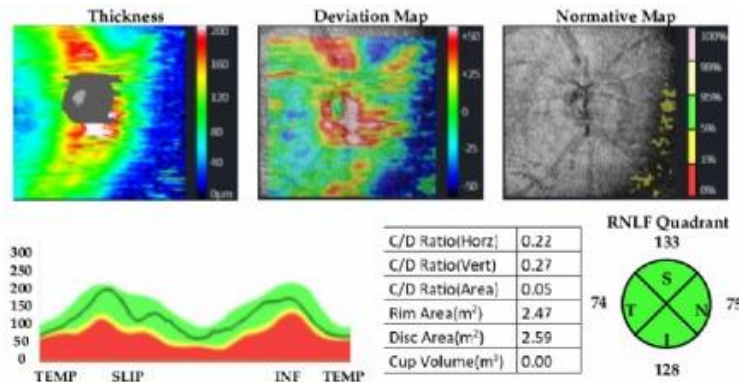 Thickness
Deviation Map
Normative Map
200
160
120
80
40
0μm
+50
+25
0
-25
-50
100%
99%
95%
5%
1%
0%
300
250
200
150
100
50
0
TEMP SLIP INF TEMP
C/D Ratio(Horz) 0.22
C/D Ratio(Vert) 0.27
C/D Ratio(Area) 0.05
Rim Area(m²) 2.47
Disc Area(m²) 2.59
Cup Volume(m³) 0.00
RNLF Quadrant
133
S
74 T N 75
I
128